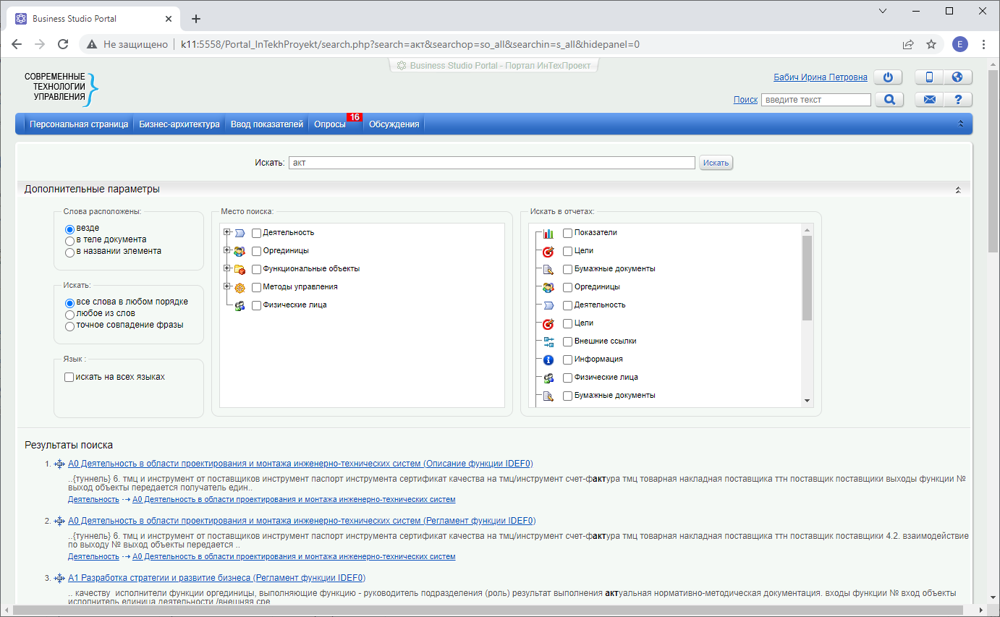 Business Studio Portal
Не защищено
k11:5558/Portal_InTekhProyekt/search.php?search=акт&searchop=so_all&searchin=s_all&hidepanel=0
E
Business Studio Portal - Портал ИнТехПроект
СОВРЕМЕННЫЕ
ТЕХНОЛОГИИ
УПРАВЛЕНИЯ
Бабич Ирина Петровна
Поиск введите текст
?
Персональная страница Бизнес-архитектура Ввод показателей Опросы 16 Обсуждения
Искать: акт Искать
Дополнительные параметры
Слова расположены:
везде
в теле документа
в названии элемента
Искать:
все слова в любом порядке
любое из слов
точное совпадение фразы
Язык :
искать на всех языках
Место поиска:
Деятельность
Оргединицы
Функциональные объекты
Методы управления
Физические лица
Искать в отчетах:
Показатели
Цели
Бумажные документы
Оргединицы
Деятельность
Цели
Внешние ссылки
Информация
Физические лица
Бумажные документы
Результаты поиска
1. A0 Деятельность в области проектирования и монтажа инженерно-технических систем (Описание функции IDEF0)
..{туннель} 6. тмц и инструмент от поставщиков инструмент паспорт инструмента сертификат качества на тмц/инструмент счет-фактура тмц товарная накладная поставщика ттн поставщик поставщики выходы функции №
выход объекты передается получатель един..
Деятельность → A0 Деятельность в области проектирования и монтажа инженерно-технических систем
2. A0 Деятельность в области проектирования и монтажа инженерно-технических систем (Регламент функции IDEF0)
..{туннель} 6. тмц и инструмент от поставщиков инструмент паспорт инструмента сертификат качества на тмц/инструмент счет-фактура тмц товарная накладная поставщика ттн поставщик поставщики 4.2. взаимодействие
по выходу № выход объекты передается ..
Деятельность → A0 Деятельность в области проектирования и монтажа инженерно-технических систем
3. A1 Разработка стратегии и развитие бизнеса (Регламент функции IDEF0)
.. качеству исполнители функции оргединицы, выполняющие функцию - руководитель подразделения (роль) результат выполнения актуальная нормативно-методическая документация. входы функции № вход объекты
исполнитель единица деятельности /внешняя сре